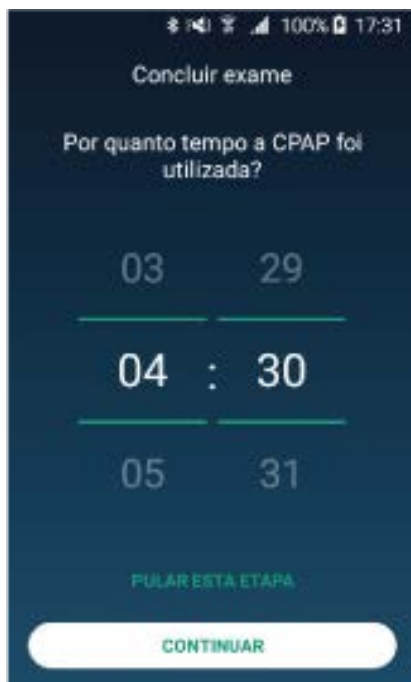 100% 17:31
Concluir exame
Por quanto tempo a CPAP foi
utilizada?
03 29
04 : 30
05 31
PULAR ESTA ETAPA
CONTINUAR